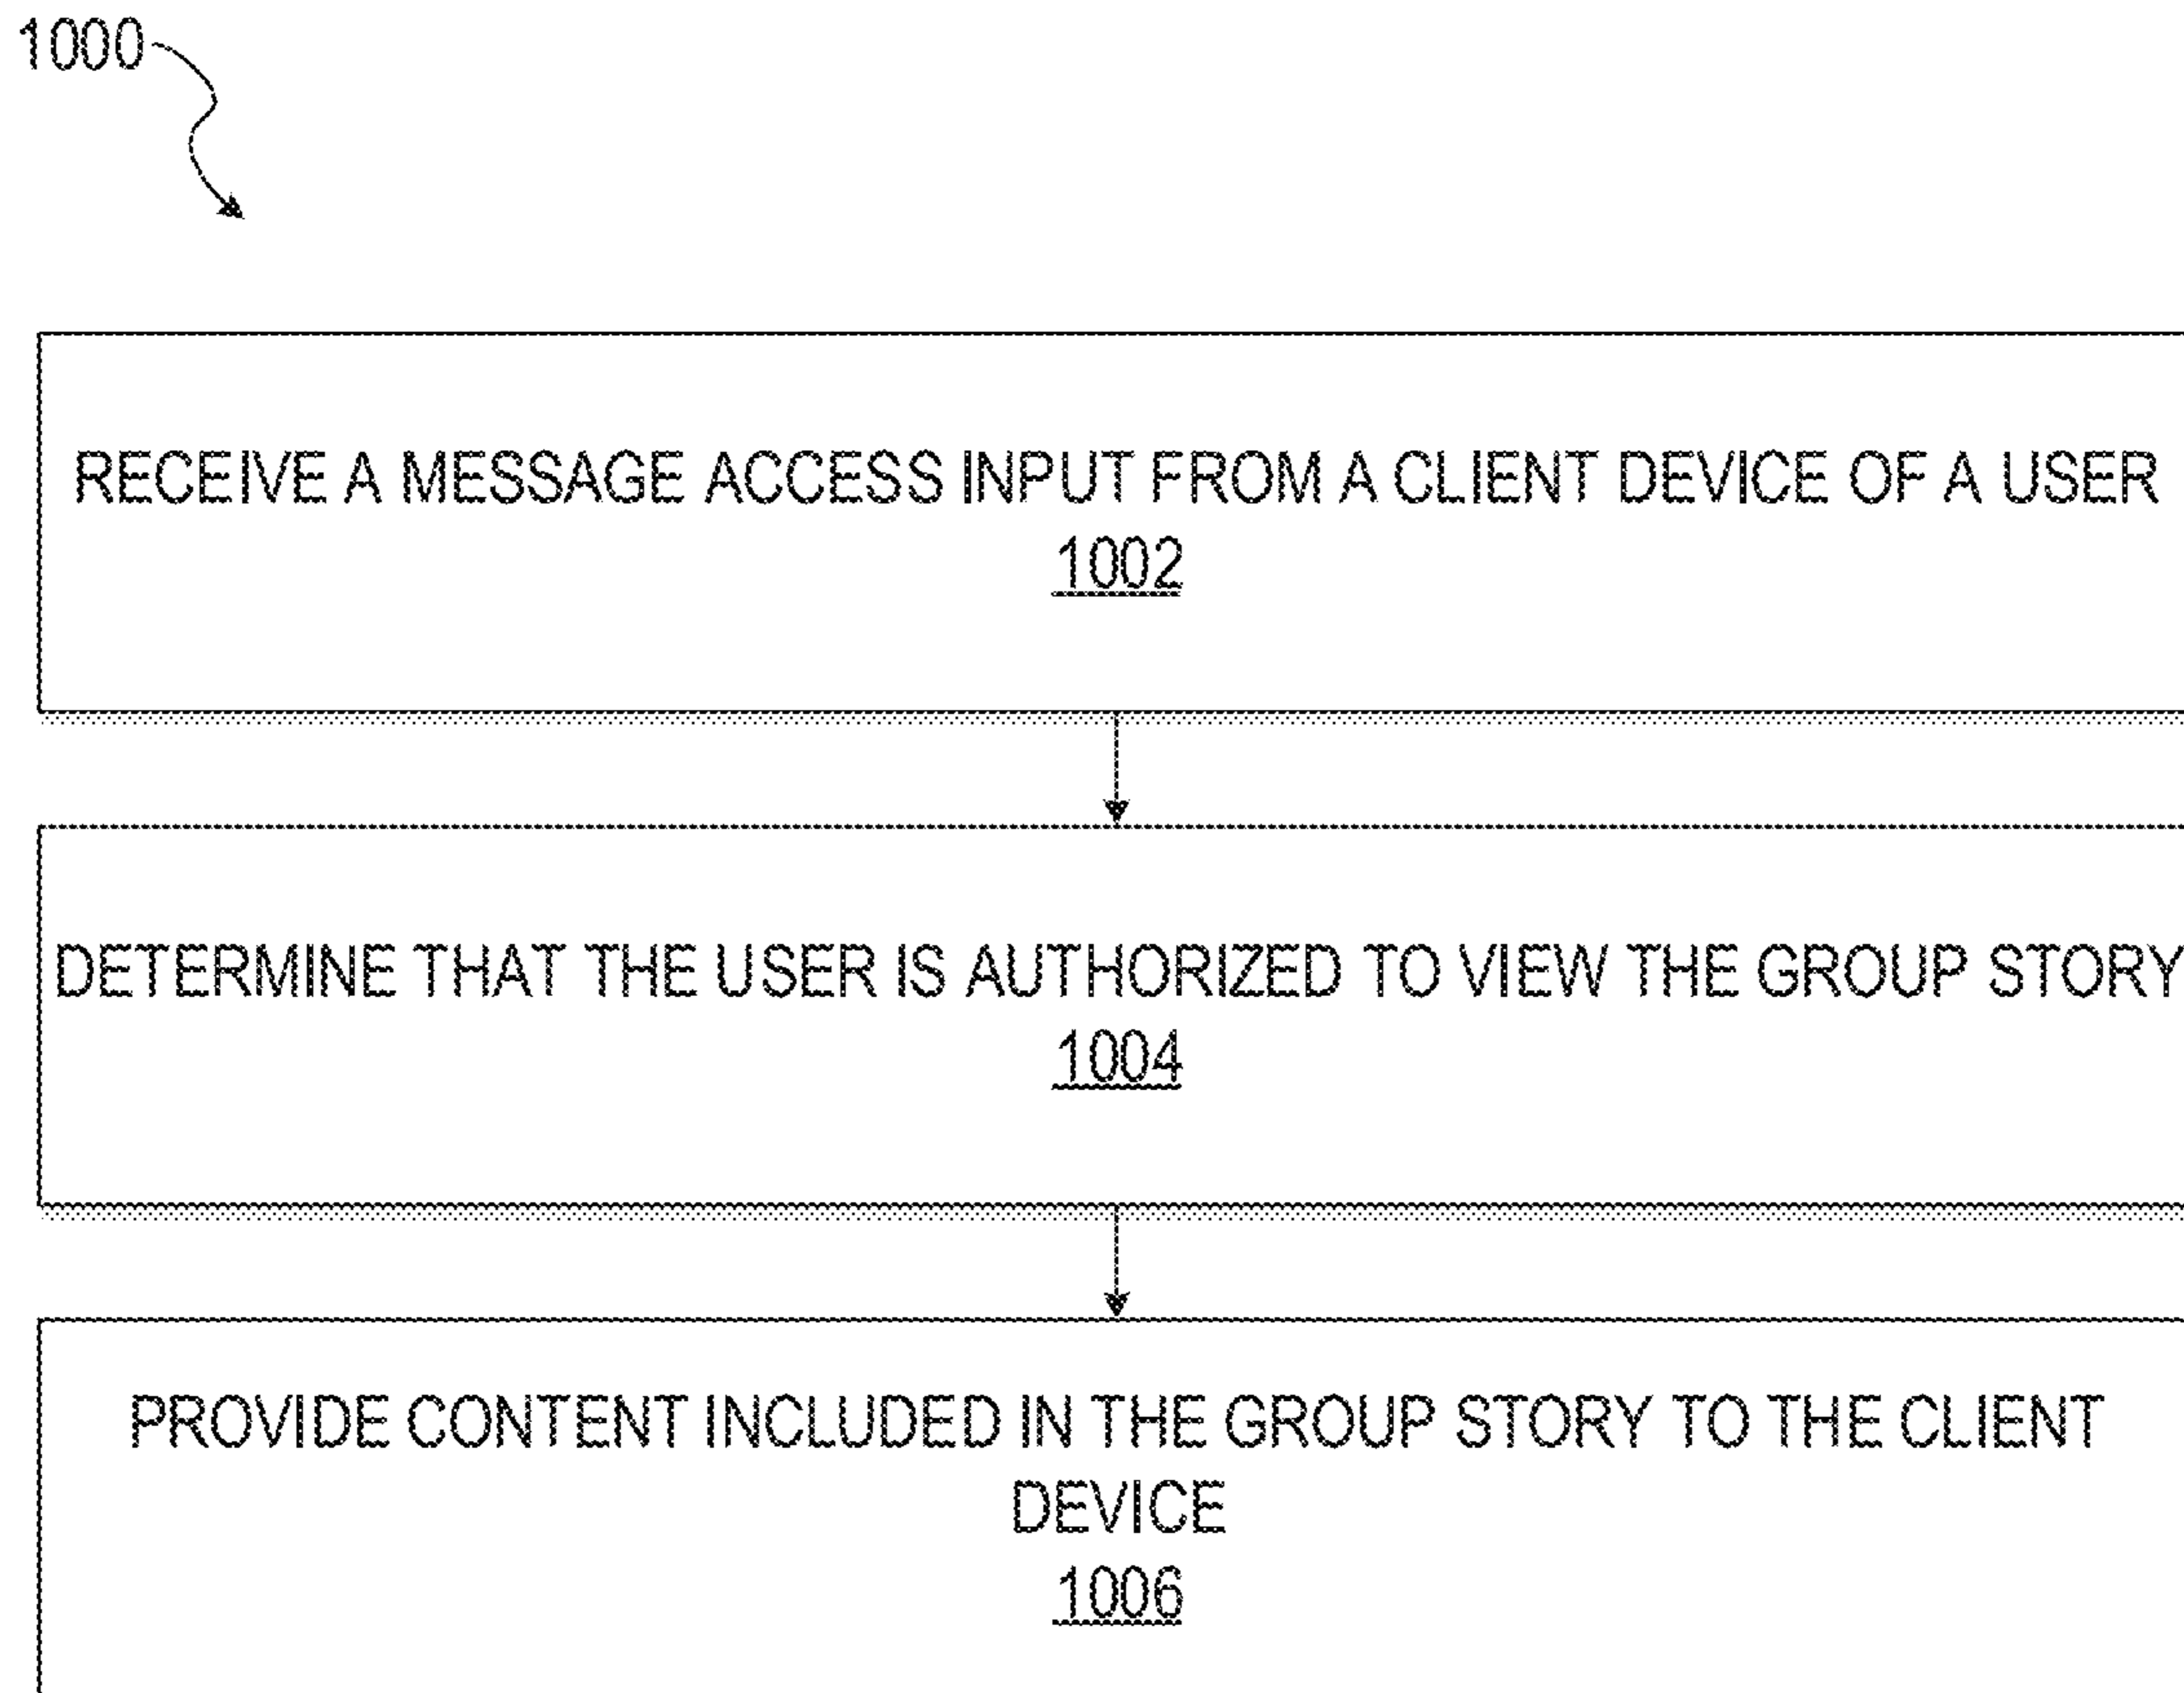 1000
RECEIVE A MESSAGE ACCESS INPUT FROM A CLIENT DEVICE OF A USER
1002
DETERMINE THAT THE USER IS AUTHORIZED TO VIEW THE GROUP STORY
1004
PROVIDE CONTENT INCLUDED IN THE GROUP STORY TO THE CLIENT
DEVICE
1006